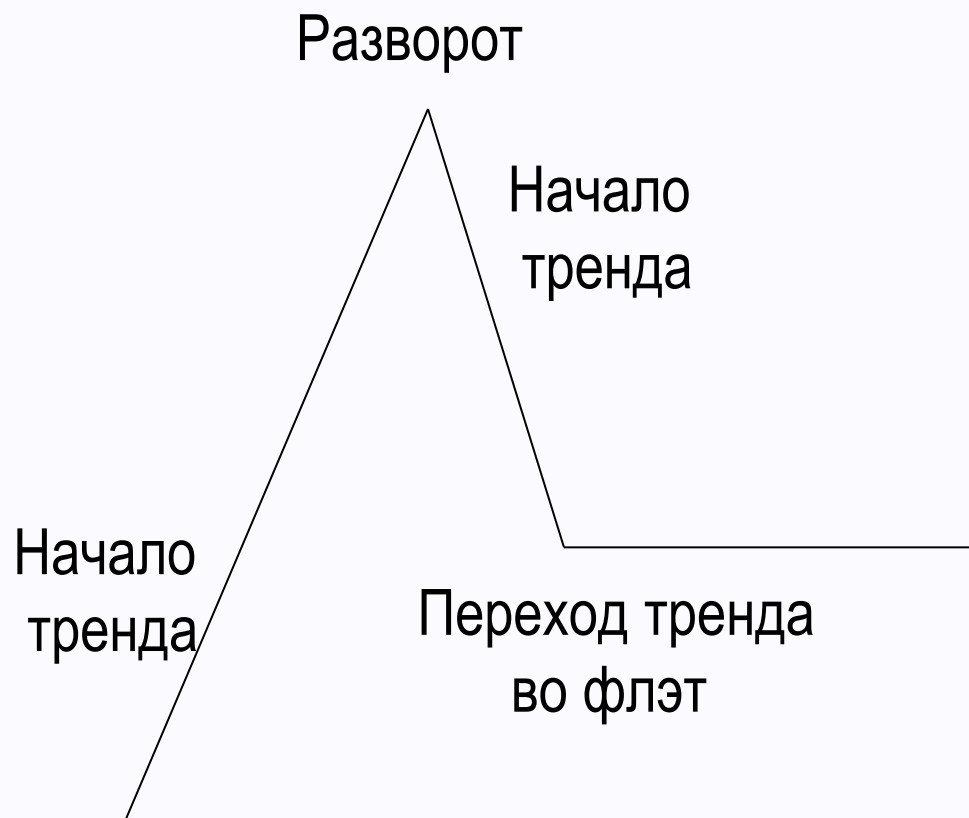 Разворот
Начало
тренда
Начало
тренда
Переход тренда
во флэт